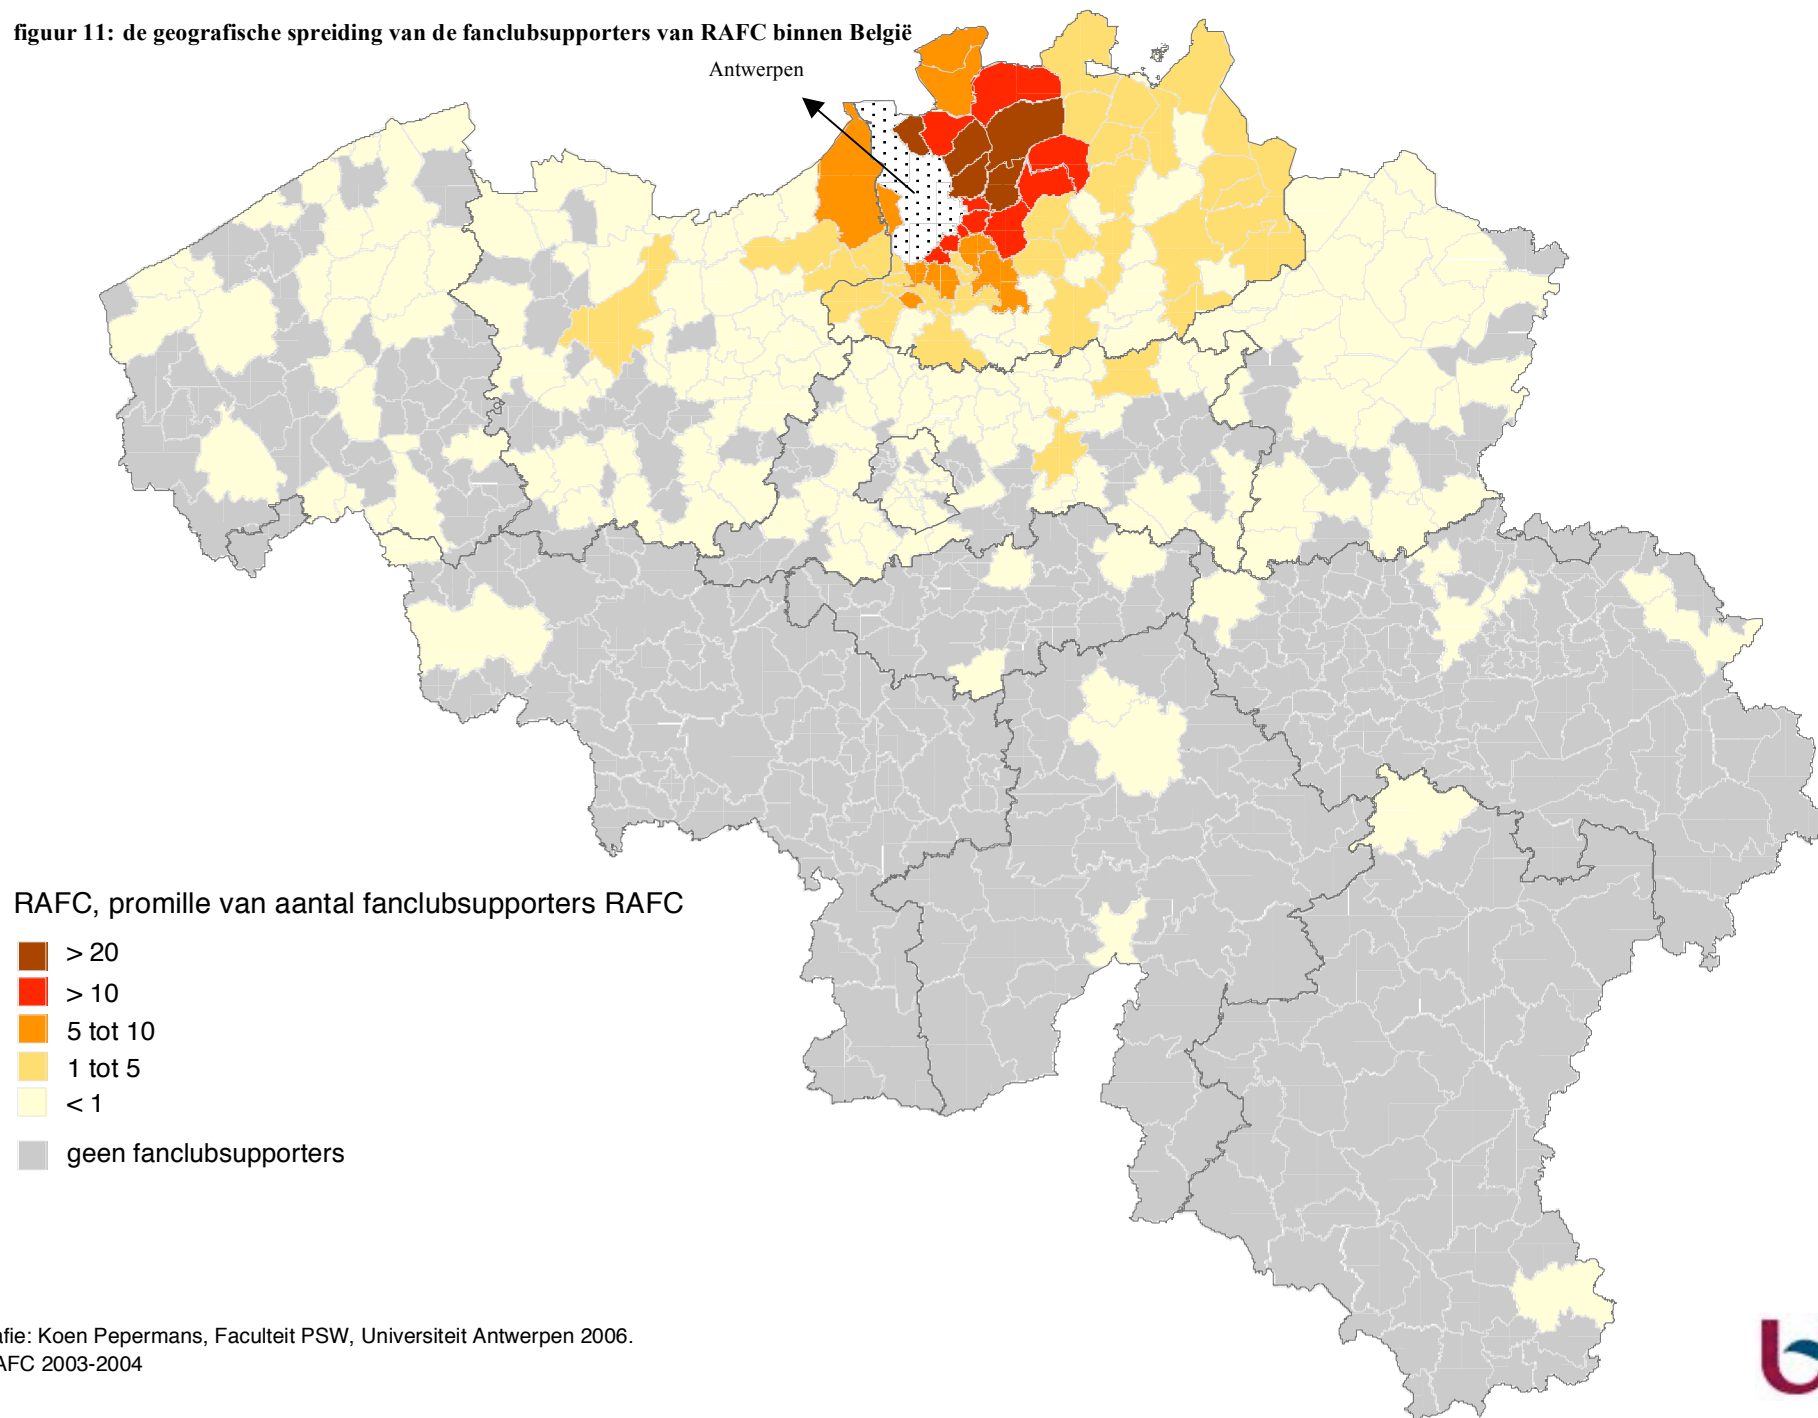 figuur 11: de geografische spreiding van de fanclubsupporters van RAFC binnen België
Antwerpen
RAFC, promille van aantal fanclubsupporters RAFC
> 20
> 10
5 tot 10
1 tot 5
< 1
geen fanclubsupporters
afie: Koen Pepermans, Faculteit PSW, Universiteit Antwerpen 2006.
AFC 2003-2004